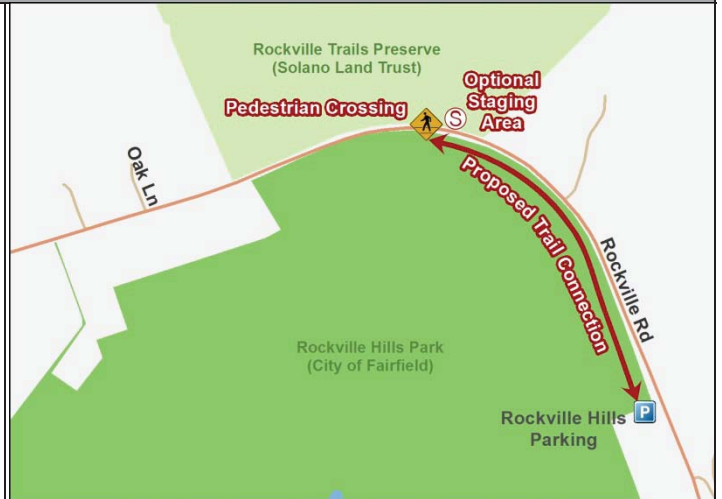 Rockville Trails Preserve
(Solano Land Trust)
Optional
Staging
Area
Pedestrian Crossing
S
Oak Ln
Proposed Trail Connection
Rockville Rd
Rockville Hills Park
(City of Fairfield)
P
Rockville Hills
Parking